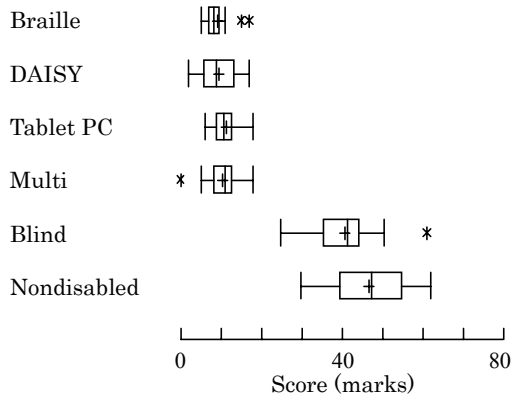 Braille
DAISY
Tablet PC
Multi
Blind
Nondisabled
0 40 80
Score (marks)